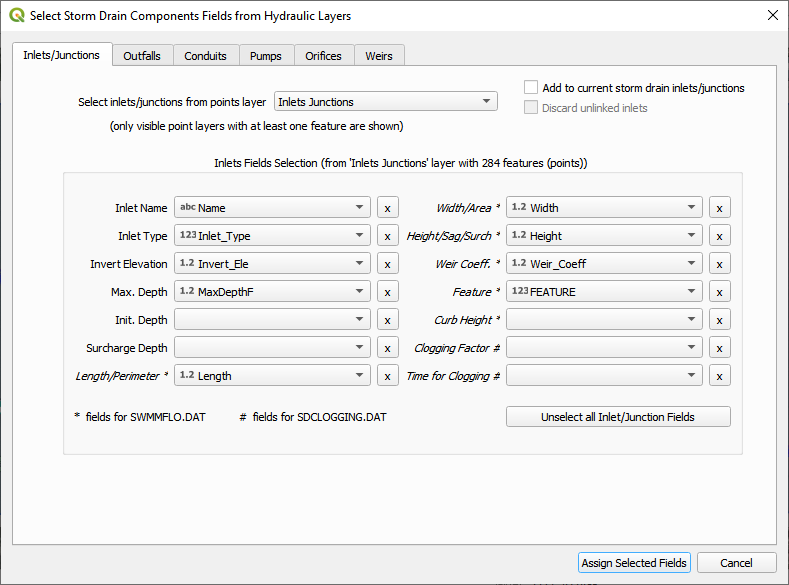 Select Storm Drain Components Fields from Hydraulic Layers
Inlets/Junctions Outfalls Conduits Pumps Orifices Weirs
Select inlets/junctions from points layer Inlets Junctions
Add to current storm drain inlets/junctions
(only visible point layers with at least one feature are shown)
Discard unlinked inlets
Inlets Fields Selection (from 'Inlets Junctions' layer with 284 features (points))
Inlet Name abc Name x Width/Area * 1.2 Width x
Inlet Type 123 Inlet_Type x Height/Sag/Surch * 1.2 Height x
Invert Elevation 1.2 Invert_Ele x Weir Coeff. * 1.2 Weir_Coeff x
Max. Depth 1.2 MaxDepthF x Feature * 123 FEATURE x
Init. Depth x Curb Height * x
Surcharge Depth x Clogging Factor # x
Length/Perimeter * 1.2 Length x Time for Clogging # x
* fields for SWMMFLO.DAT # fields for SDCLOGGING.DAT Unselect all Inlet/Junction Fields
Assign Selected Fields Cancel